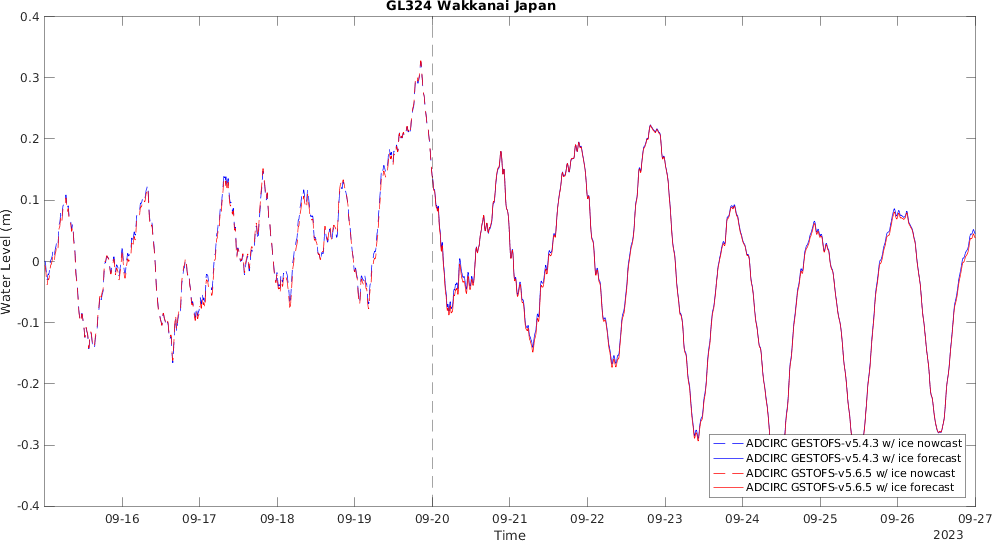 GL324 Wakkanai Japan
0.4
0.3
0.2
0.1
0
-0.1
-0.2
-0.3
-0.4
Water Level (m)
ADCIRC GESTOFS-v5.4.3 w/ ice nowcast
ADCIRC GESTOFS-v5.4.3 w/ ice forecast
ADCIRC GSTOFS-v5.6.5 w/ ice nowcast
ADCIRC GSTOFS-v5.6.5 w/ ice forecast
09-16 09-17 09-18 09-19 09-20 09-21 09-22 09-23 09-24 09-25 09-26 09-27
Time
2023